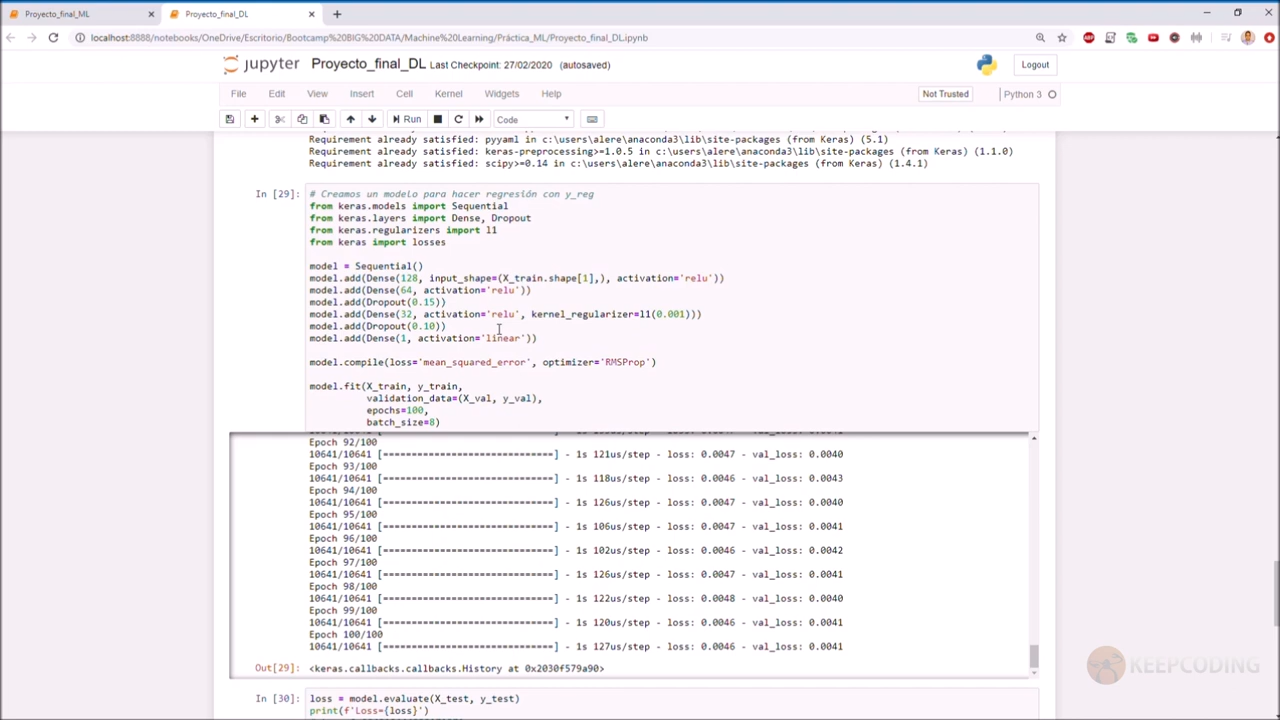 Proyecto_final_ML
Proyecto_final_DL
localhost:8888/notebooks/OneDrive/Escritorio/Bootcamp%20BIG%20DATA/Machine%20Learning/Práctica_ML/Proyecto_final_DL.ipynb
jupyter Proyecto_final_DL Last Checkpoint: 27/02/2020 (autosaved)
Logout
File Edit View Insert Cell Kernel Widgets Help
Not Trusted Python 3
Run Code
Requirement already satisfied: pyyaml in c:\users\alere\anaconda3\lib\site-packages (from Keras) (5.1)
Requirement already satisfied: keras-preprocessing>=1.0.5 in c:\users\alere\anaconda3\lib\site-packages (from Keras) (1.1.0)
Requirement already satisfied: scipy>=0.14 in c:\users\alere\anaconda3\lib\site-packages (from Keras) (1.4.1)
In [29]: # Creamos un modelo para hacer regresión con y_reg
from keras.models import Sequential
from keras.layers import Dense, Dropout
from keras.regularizers import l1
from keras import losses
model = Sequential()
model.add(Dense(128, input_shape=(X_train.shape[1],), activation='relu'))
model.add(Dense(64, activation='relu'))
model.add(Dropout(0.15))
model.add(Dense(32, activation='relu', kernel_regularizer=l1(0.001)))
model.add(Dropout(0.10))
model.add(Dense(1, activation='linear'))
model.compile(loss='mean_squared_error', optimizer='RMSProp')
model.fit(X_train, y_train,
validation_data=(X_val, y_val),
epochs=100,
batch_size=8)
Epoch 92/100
10641/10641 [==============================] - 1s 121us/step - loss: 0.0047 - val_loss: 0.0040
Epoch 93/100
10641/10641 [==============================] - 1s 118us/step - loss: 0.0046 - val_loss: 0.0043
Epoch 94/100
10641/10641 [==============================] - 1s 126us/step - loss: 0.0047 - val_loss: 0.0040
Epoch 95/100
10641/10641 [==============================] - 1s 106us/step - loss: 0.0047 - val_loss: 0.0041
Epoch 96/100
10641/10641 [==============================] - 1s 102us/step - loss: 0.0046 - val_loss: 0.0042
Epoch 97/100
10641/10641 [==============================] - 1s 126us/step - loss: 0.0047 - val_loss: 0.0041
Epoch 98/100
10641/10641 [==============================] - 1s 122us/step - loss: 0.0048 - val_loss: 0.0040
Epoch 99/100
10641/10641 [==============================] - 1s 120us/step - loss: 0.0046 - val_loss: 0.0041
Epoch 100/100
10641/10641 [==============================] - 1s 127us/step - loss: 0.0046 - val_loss: 0.0041
Out[29]: <keras.callbacks.callbacks.History at 0x2030f579a90>
KEEPCODING
In [30]: loss = model.evaluate(X_test, y_test)
print(f'Loss={loss}')